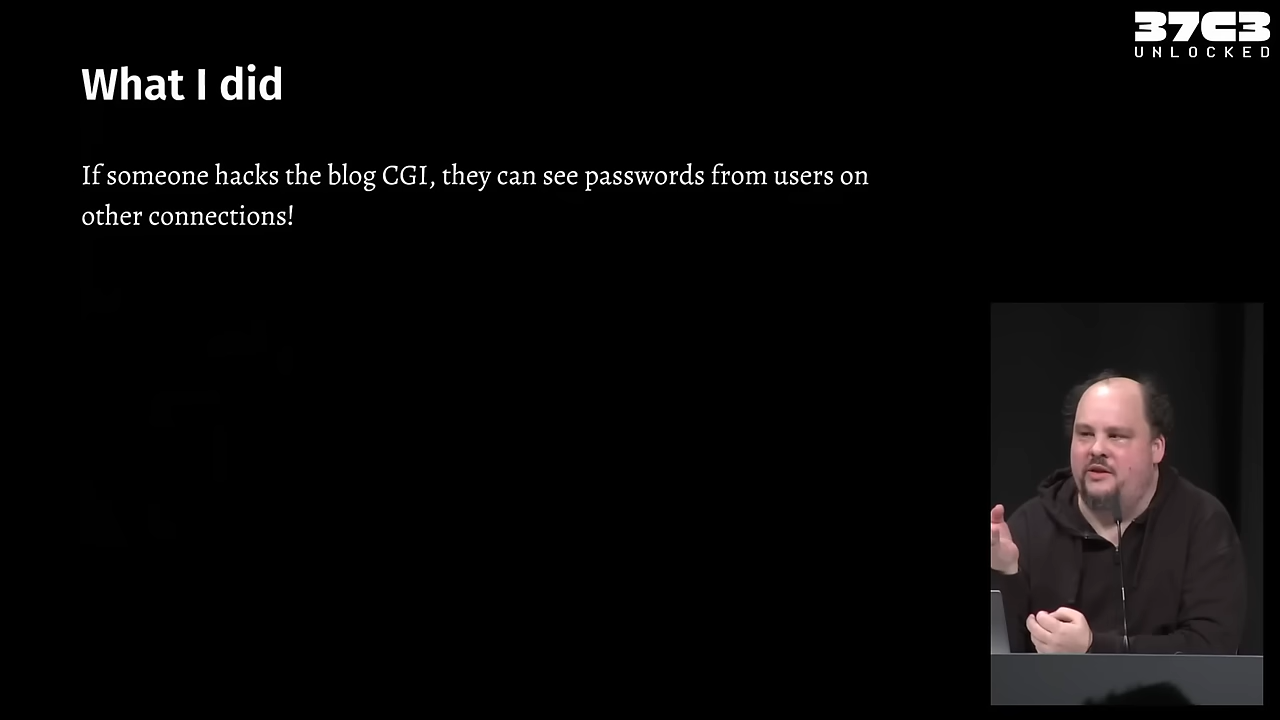 37C3
UNLOCKED
What I did
If someone hacks the blog CGI, they can see passwords from users on
other connections!